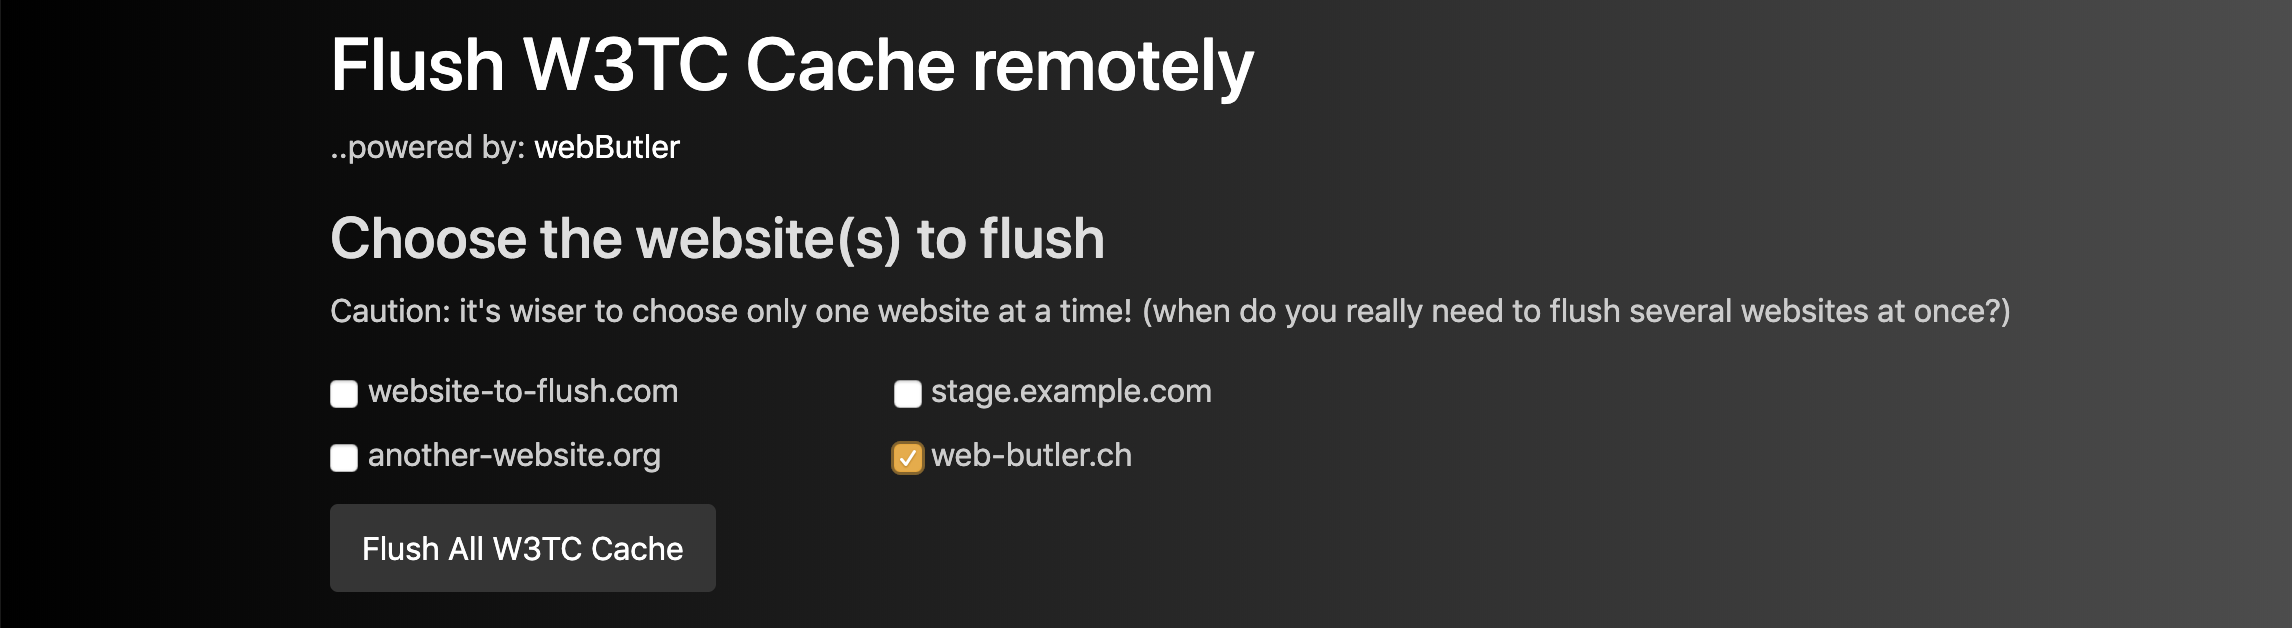 Flush W3TC Cache remotely
..powered by: webButler
Choose the website(s) to flush
Caution: it's wiser to choose only one website at a time! (when do you really need to flush several websites at once?)
website-to-flush.com
stage.example.com
another-website.org
web-butler.ch
Flush All W3TC Cache